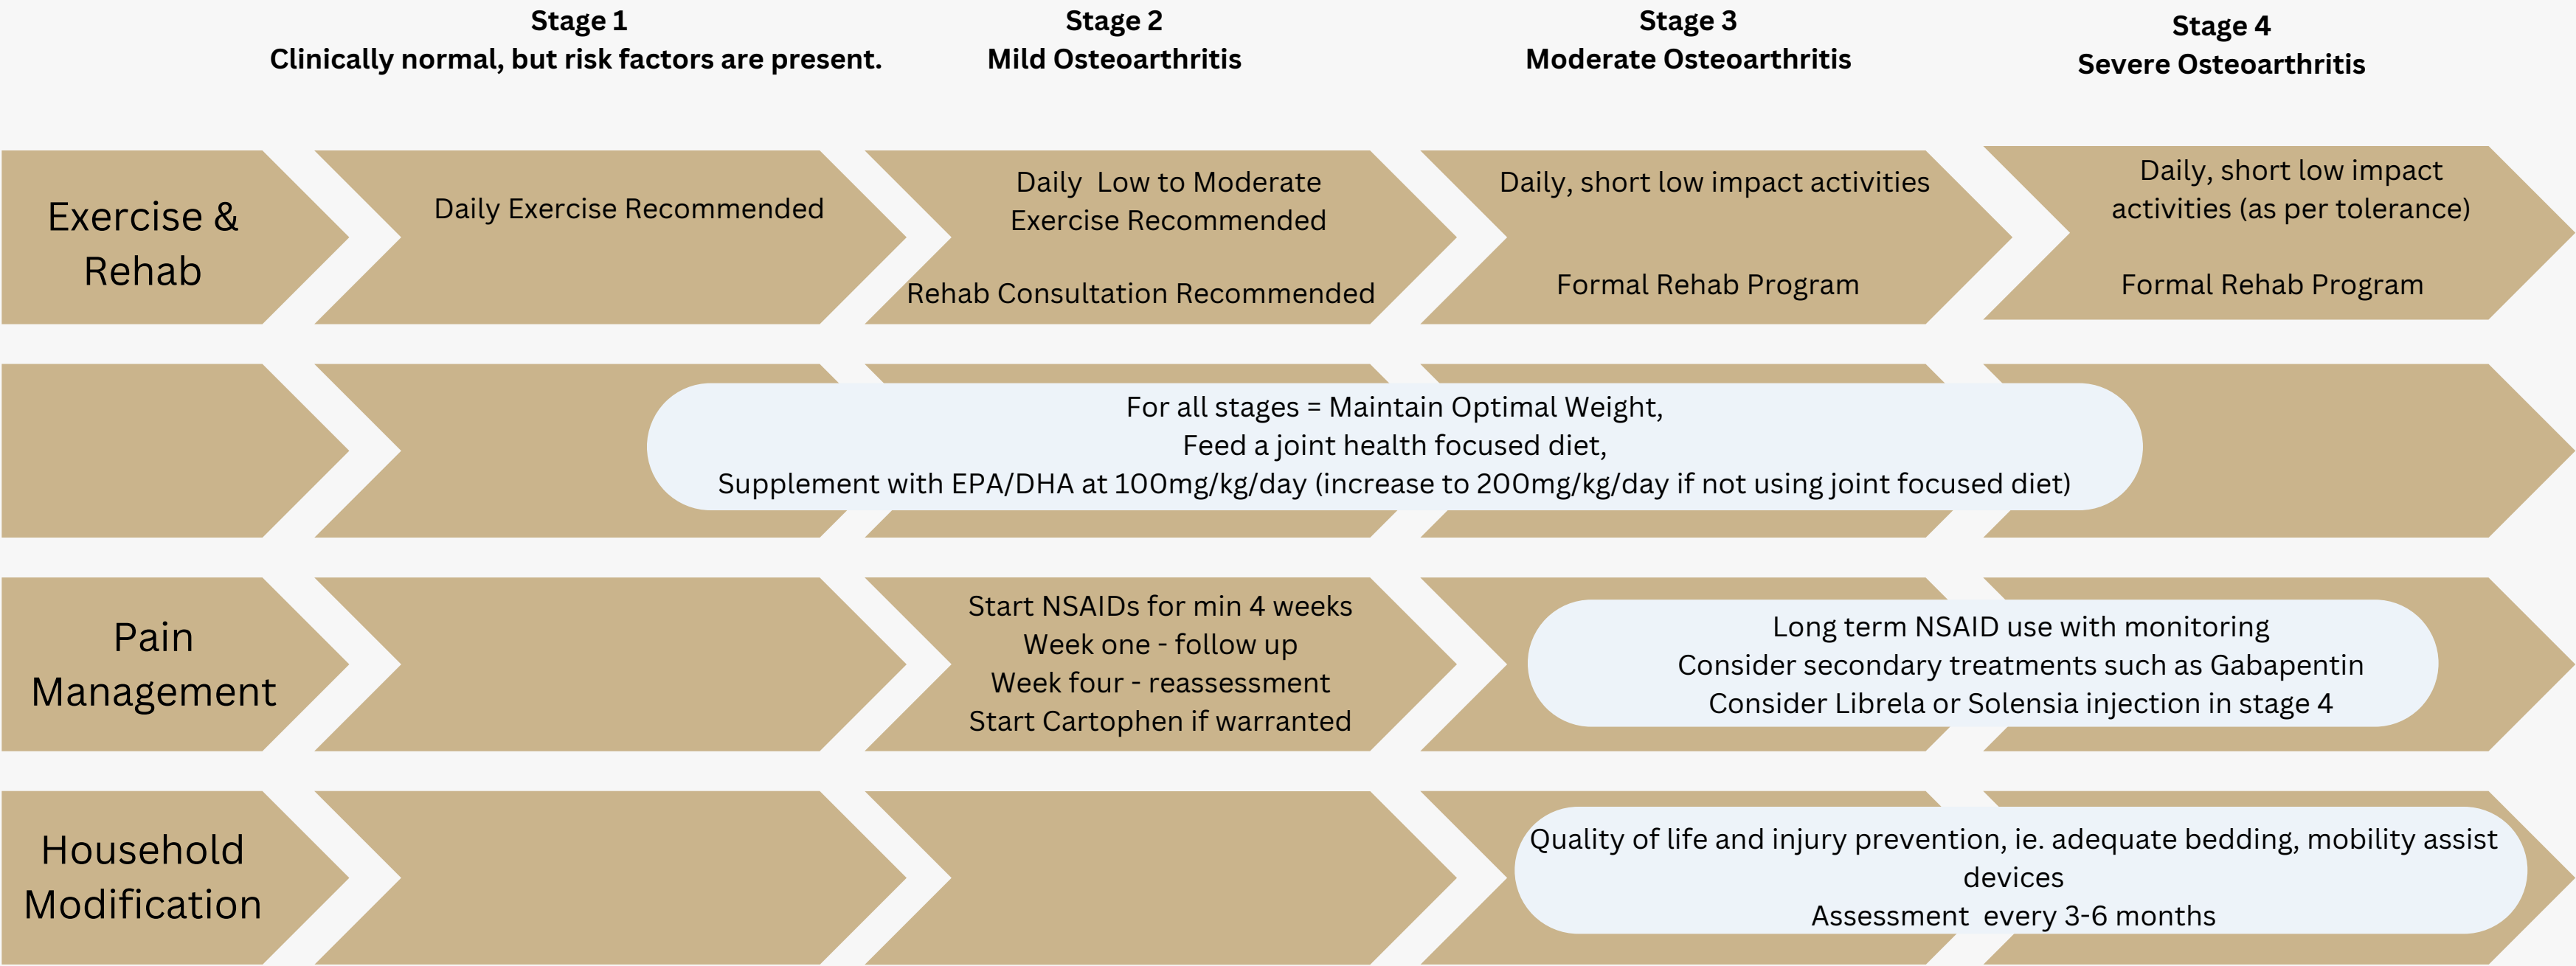 Stage 1
Clinically normal, but risk factors are present.
Stage 2
Mild Osteoarthritis
Stage 3
Moderate Osteoarthritis
Stage 4
Severe Osteoarthritis
Exercise &
Rehab
Daily Exercise Recommended
Daily  Low to Moderate
Exercise Recommended
Rehab Consultation Recommended
Daily, short low impact activities
Formal Rehab Program
Daily, short low impact
activities (as per tolerance)
Formal Rehab Program
For all stages = Maintain Optimal Weight,
Feed a joint health focused diet,
Supplement with EPA/DHA at 100mg/kg/day (increase to 200mg/kg/day if not using joint focused diet)
Pain
Management
Start NSAIDs for min 4 weeks
Week one - follow up
Week four - reassessment
Start Cartophen if warranted
Long term NSAID use with monitoring
Consider secondary treatments such as Gabapentin
Consider Librela or Solensia injection in stage 4
Household
Modification
Quality of life and injury prevention, ie. adequate bedding, mobility assist
devices
Assessment  every 3-6 months